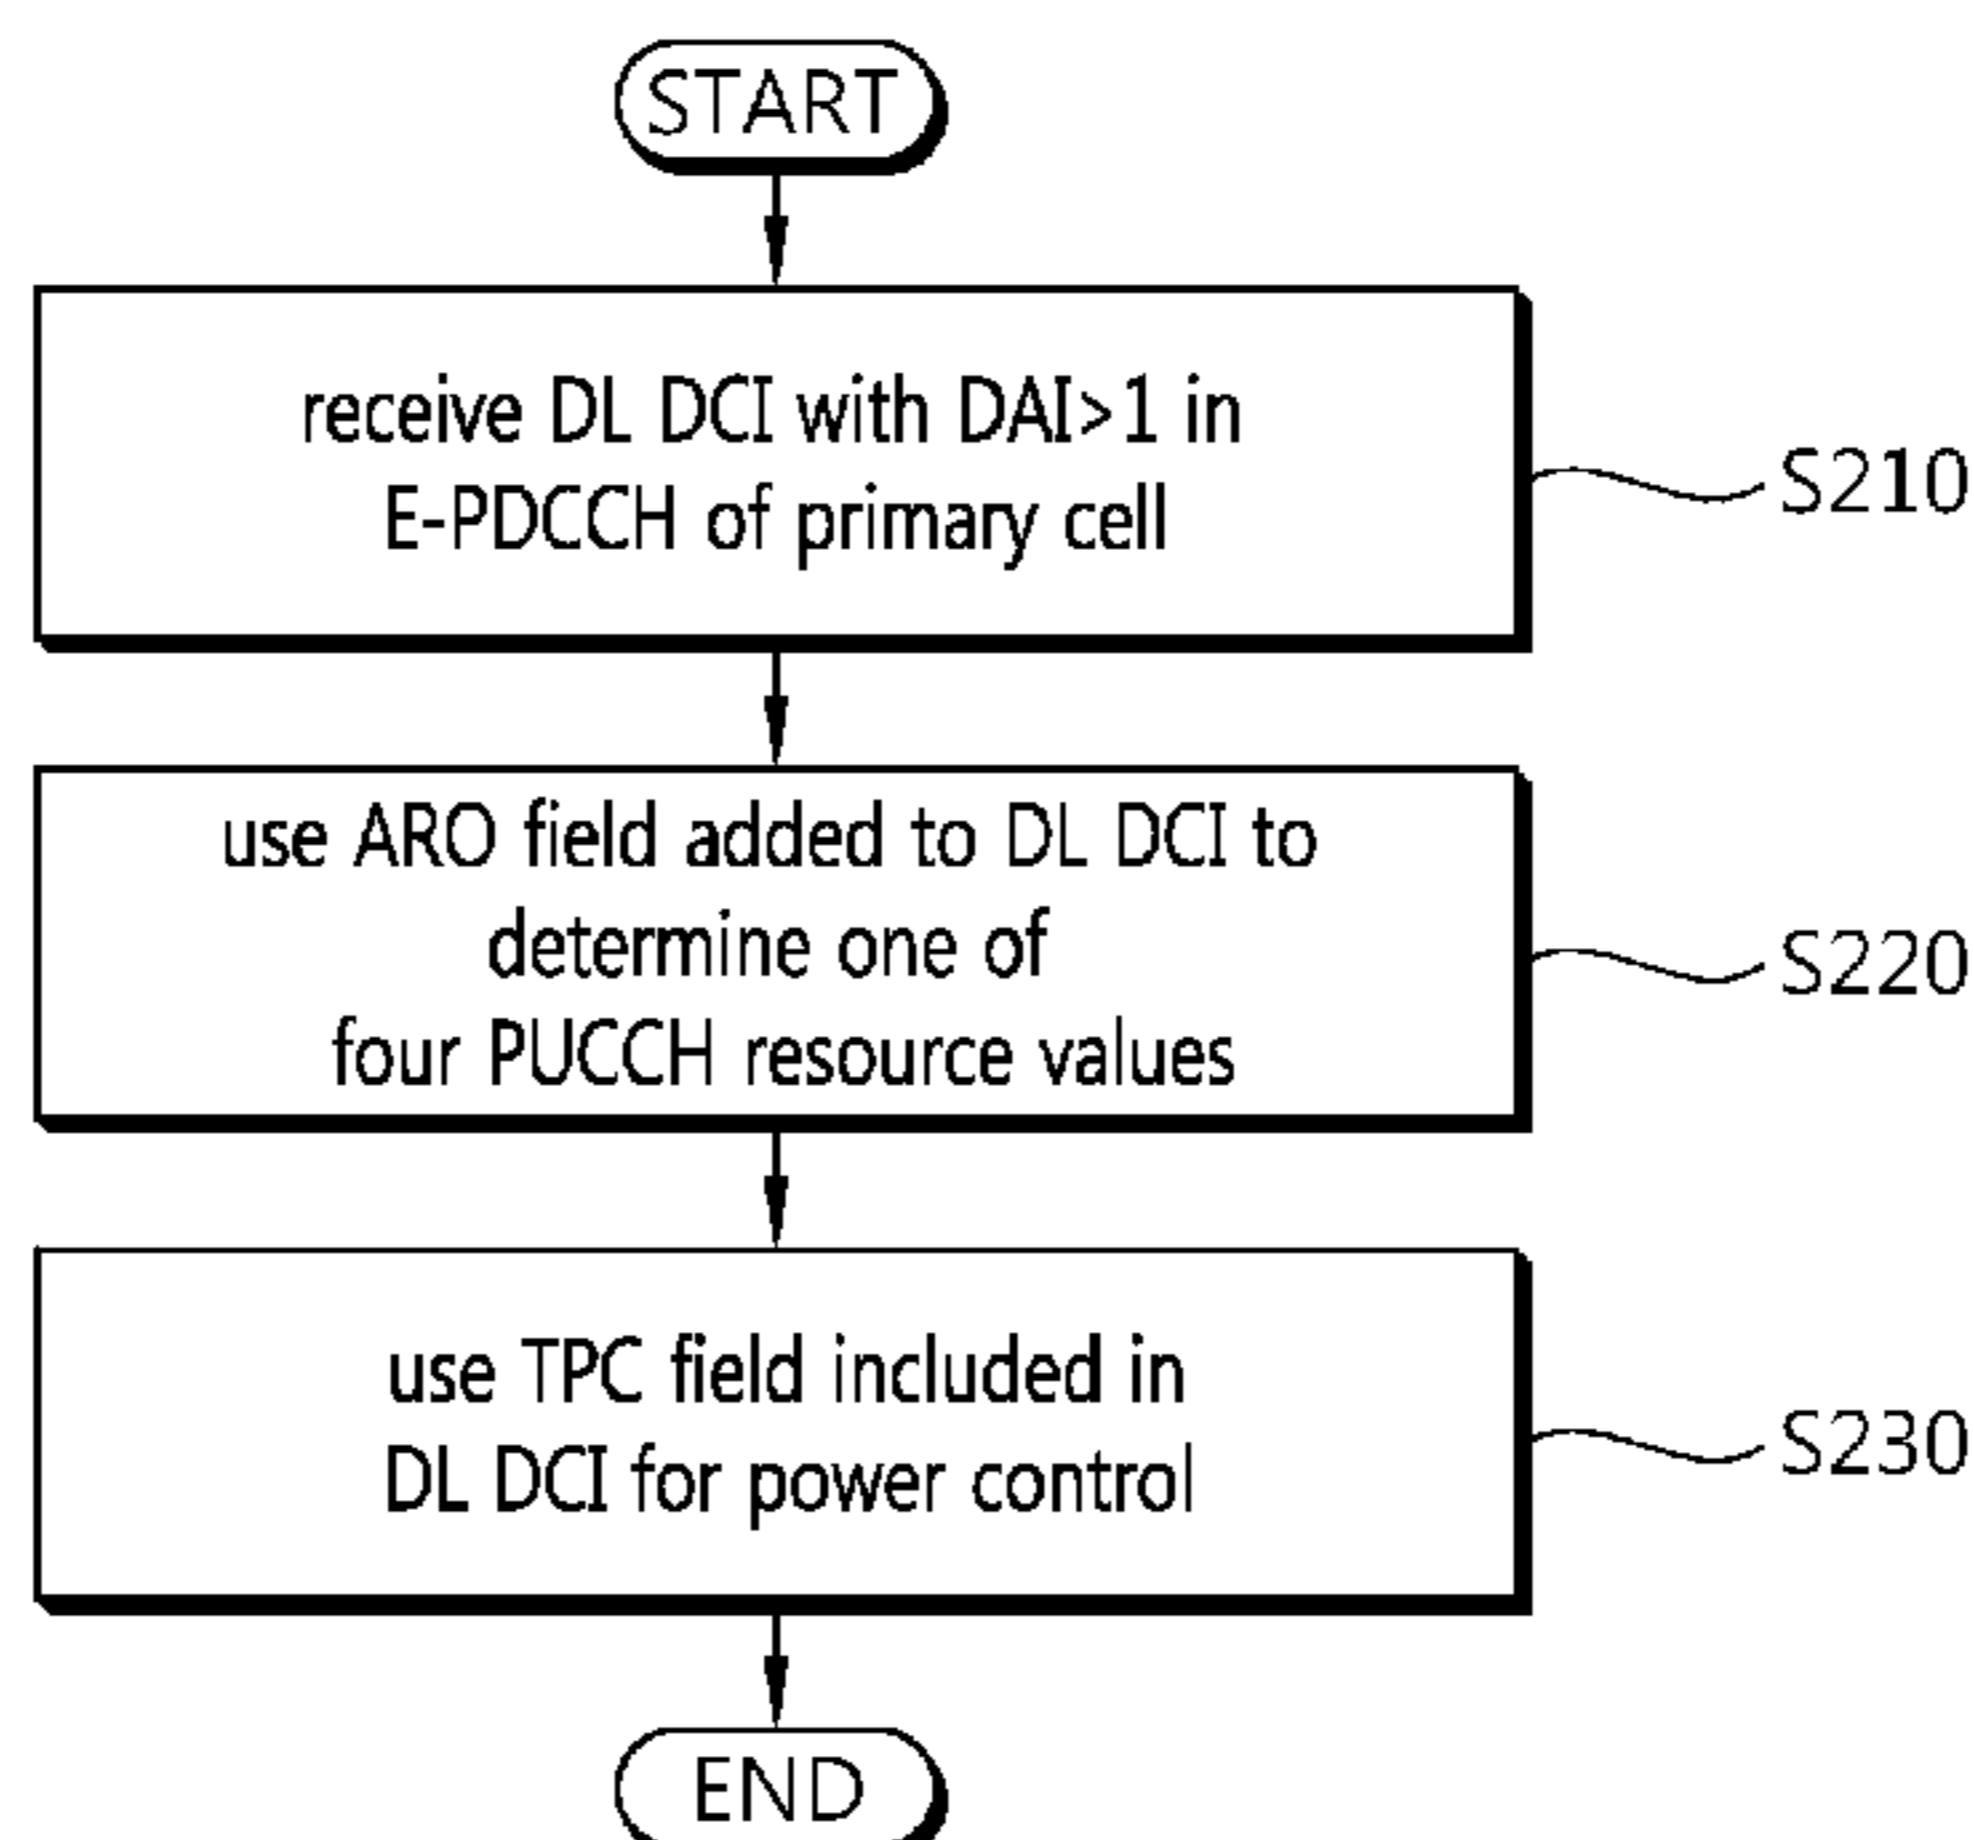 START
receive DL DCI with DAI>1 in
E-PDCCH of primary cell
S210
use ARO field added to DL DCI to
determine one of
four PUCCH resource values
S220
use TPC field included in
DL DCI for power control
S230
END